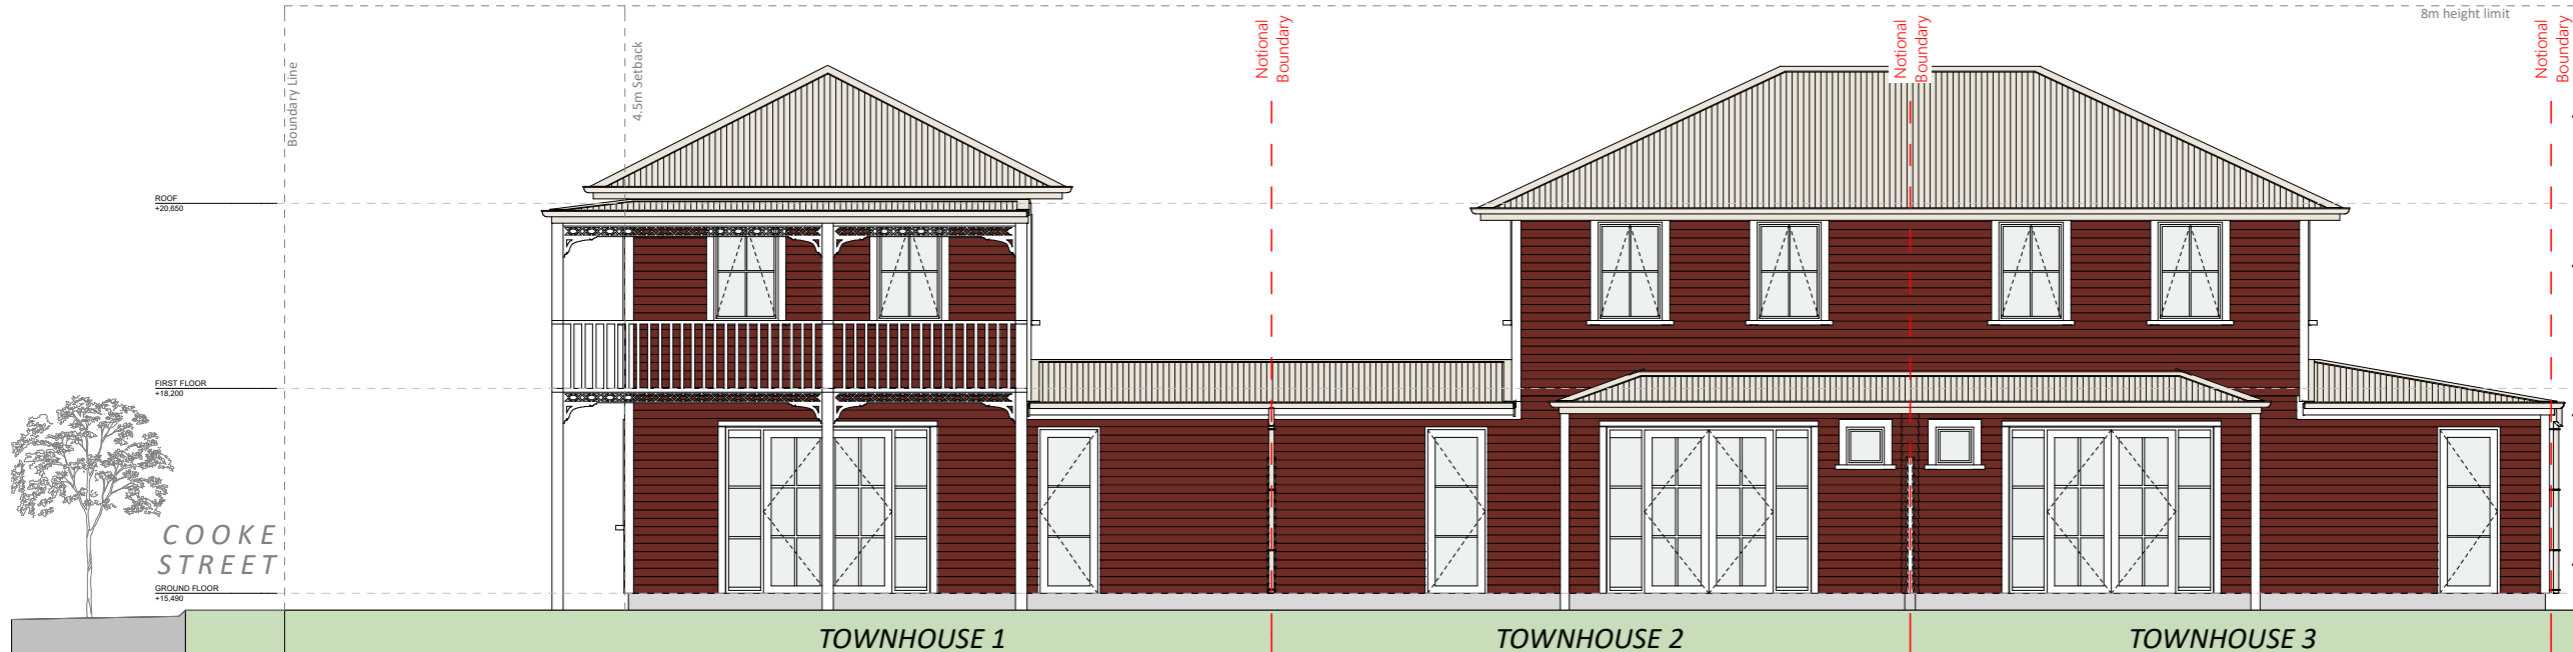 8m height limit
Boundary Line
4.5m Setback
Notional
Boundary
Notional
Boundary
Notional
Boundary
ROOF
+20,650
FIRST FLOOR
+18,200
COOKE
STREET
GROUND FLOOR
+15,490
TOWNHOUSE 1
TOWNHOUSE 2
TOWNHOUSE 3